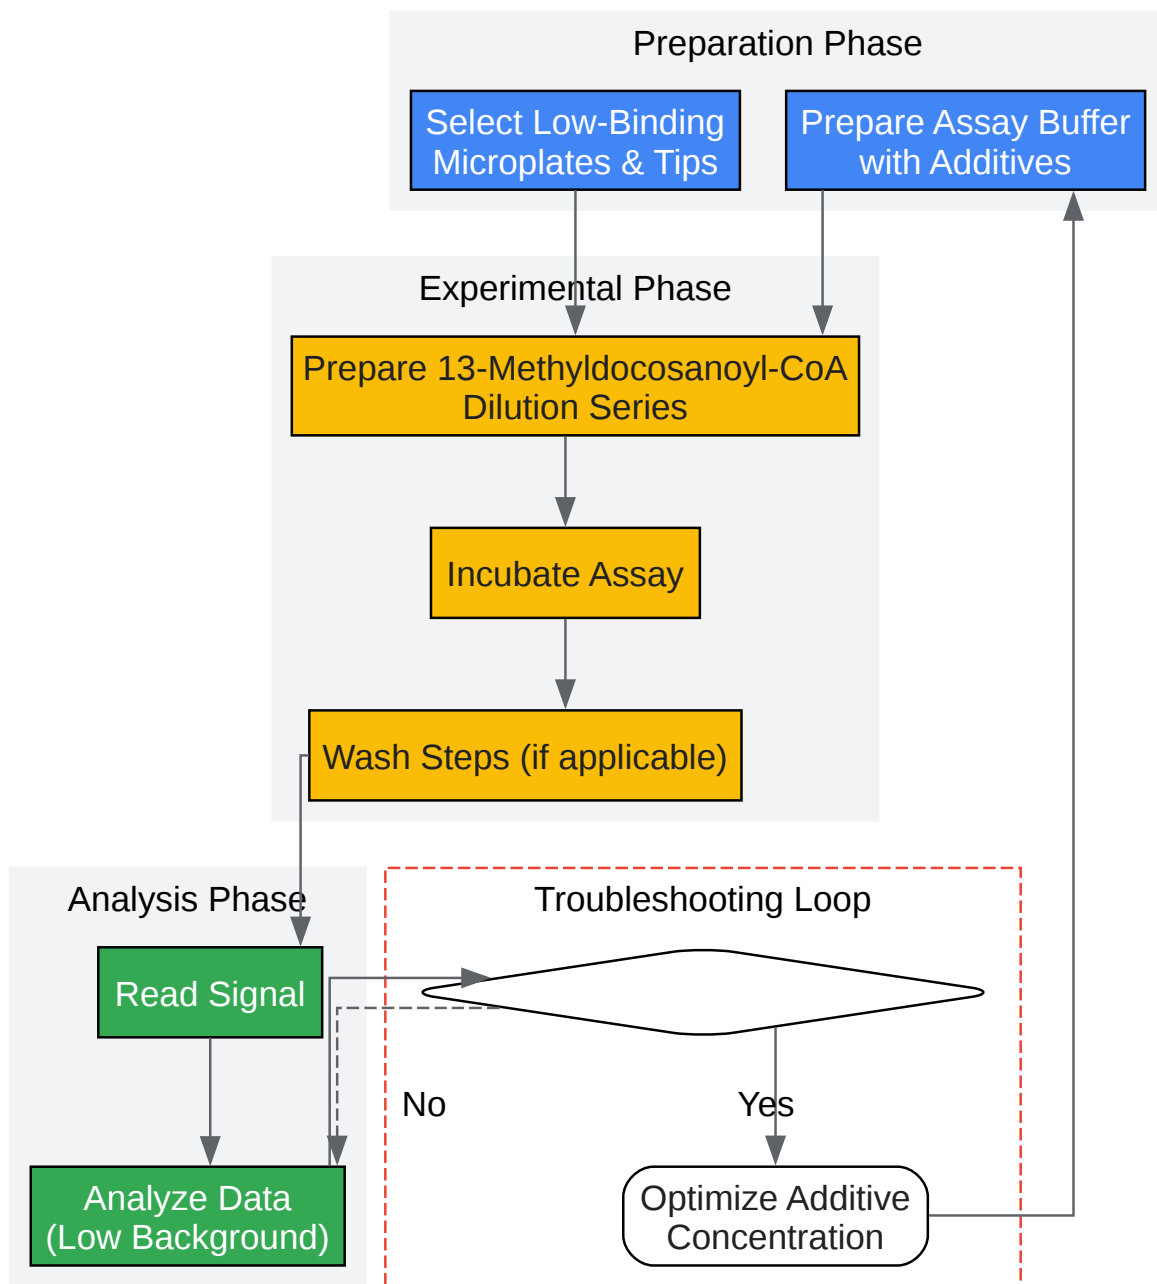 Preparation Phase
Select Low-Binding
Microplates & Tips
Prepare Assay Buffer
with Additives
Experimental Phase
Prepare 13-Methyldocosanoyl-CoA
Dilution Series
Incubate Assay
Wash Steps (if applicable)
Analysis Phase
Read Signal
Analyze Data
(Low Background)
Troubleshooting Loop
No
Yes
Optimize Additive
Concentration